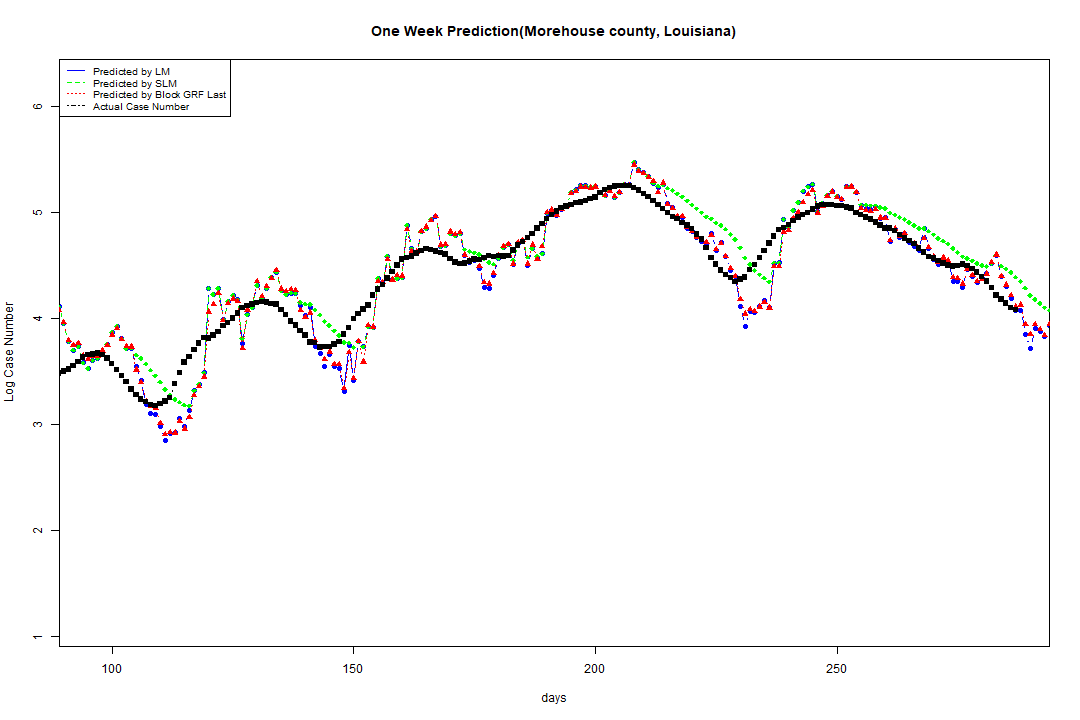 One Week Prediction(Morehouse county, Louisiana)
Predicted by LM
Predicted by SLM
Predicted by Block GRF Last
Actual Case Number
6
5
4
3
2
1
Log Case Number
100 150 200 250
days